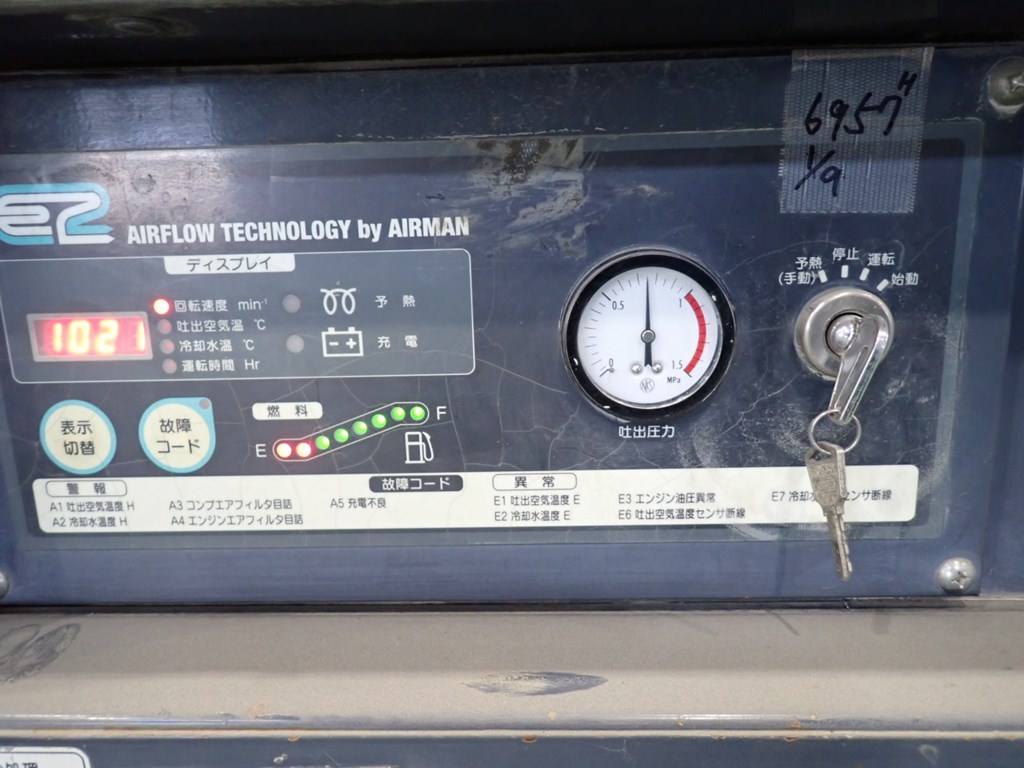 6957H
1/9
E2 AIRFLOW TECHNOLOGY by AIRMAN
ディスプレイ
1021
回転速度 min⁻¹
吐出空気温 ℃
冷却水温 ℃
運転時間 Hr
予熱
充電
予熱
(手動)
停止
運転
始動
0
0.5
1
1.5
MPa
吐出圧力
表示
切替
故障
コード
燃料
E
F
故障コード
警報
A1 吐出空気温度 H
A2 冷却水温度 H
A3 コンプエアフィルタ目詰
A4 エンジンエアフィルタ目詰
A5 充電不良
異常
E1 吐出空気温度 E
E2 冷却水温度 E
E3 エンジン油圧異常
E6 吐出空気温度センサ断線
E7 冷却水 センサ断線
処理